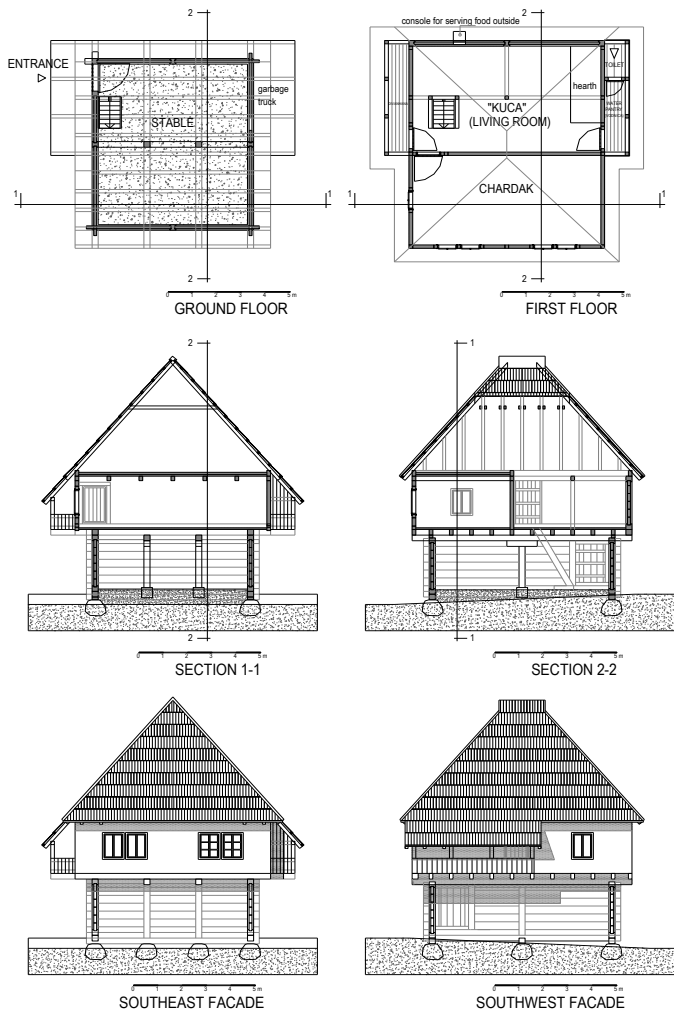 2
console for serving food outside
2
ENTRANCE
garbage
truck
STABLE
TOILET
hearth
"KUCA"
(LIVING ROOM)
WATER
PANTRY
CHARDAK
1
1
1
1
2
2
0 1 2 3 4 5 m
GROUND FLOOR
0 1 2 3 4 5 m
FIRST FLOOR
2
1
2
1
0 1 2 3 4 5 m
SECTION 1-1
0 1 2 3 4 5 m
SECTION 2-2
0 1 2 3 4 5 m
SOUTHEAST FACADE
0 1 2 3 4 5 m
SOUTHWEST FACADE